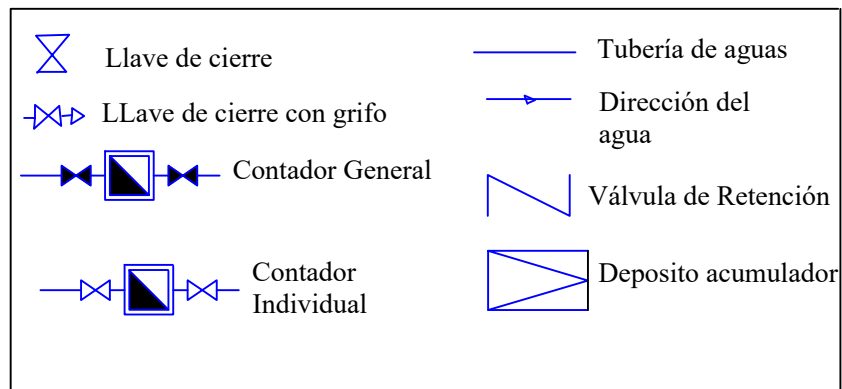 Llave de cierre
LLave de cierre con grifo
Contador General
Contador
Individual
Tubería de aguas
Dirección del
agua
Válvula de Retención
Deposito acumulador